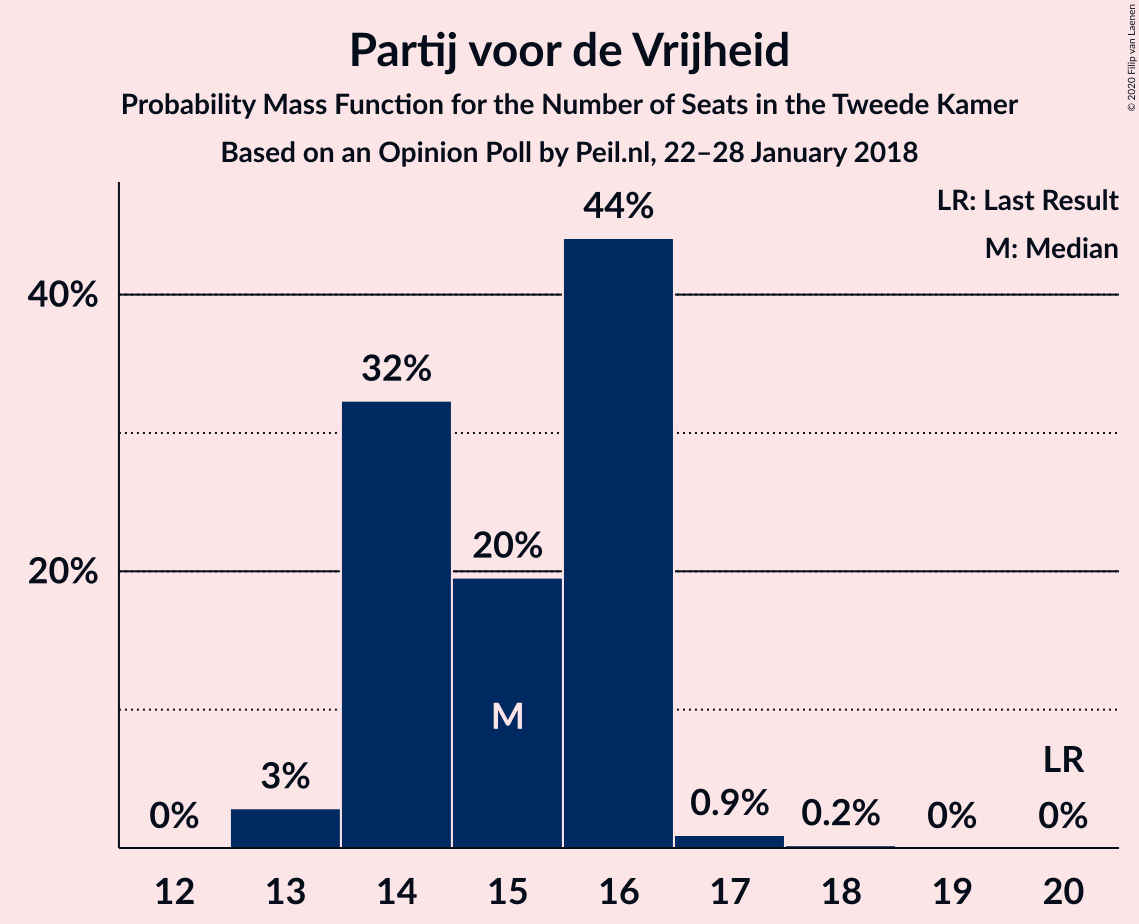 Partij voor de Vrijheid
Probability Mass Function for the Number of Seats in the Tweede Kamer
Based on an Opinion Poll by Peil.nl, 22–28 January 2018
© 2020 Filip van Laenen
LR: Last Result
M: Median
44%
40%
32%
20%
20%
M
LR
0%
3%
0.9%
0.2%
0%
0%
12 13 14 15 16 17 18 19 20